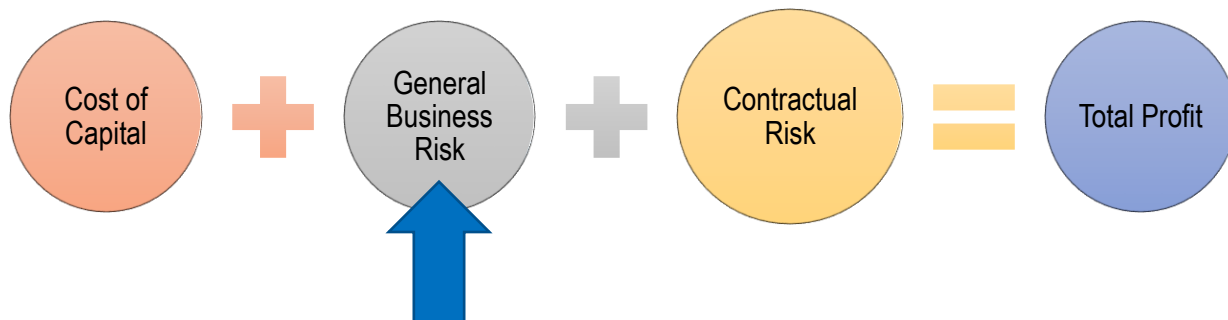 Cost of
Capital
General
Business
Risk
Contractual
Risk
Total Profit